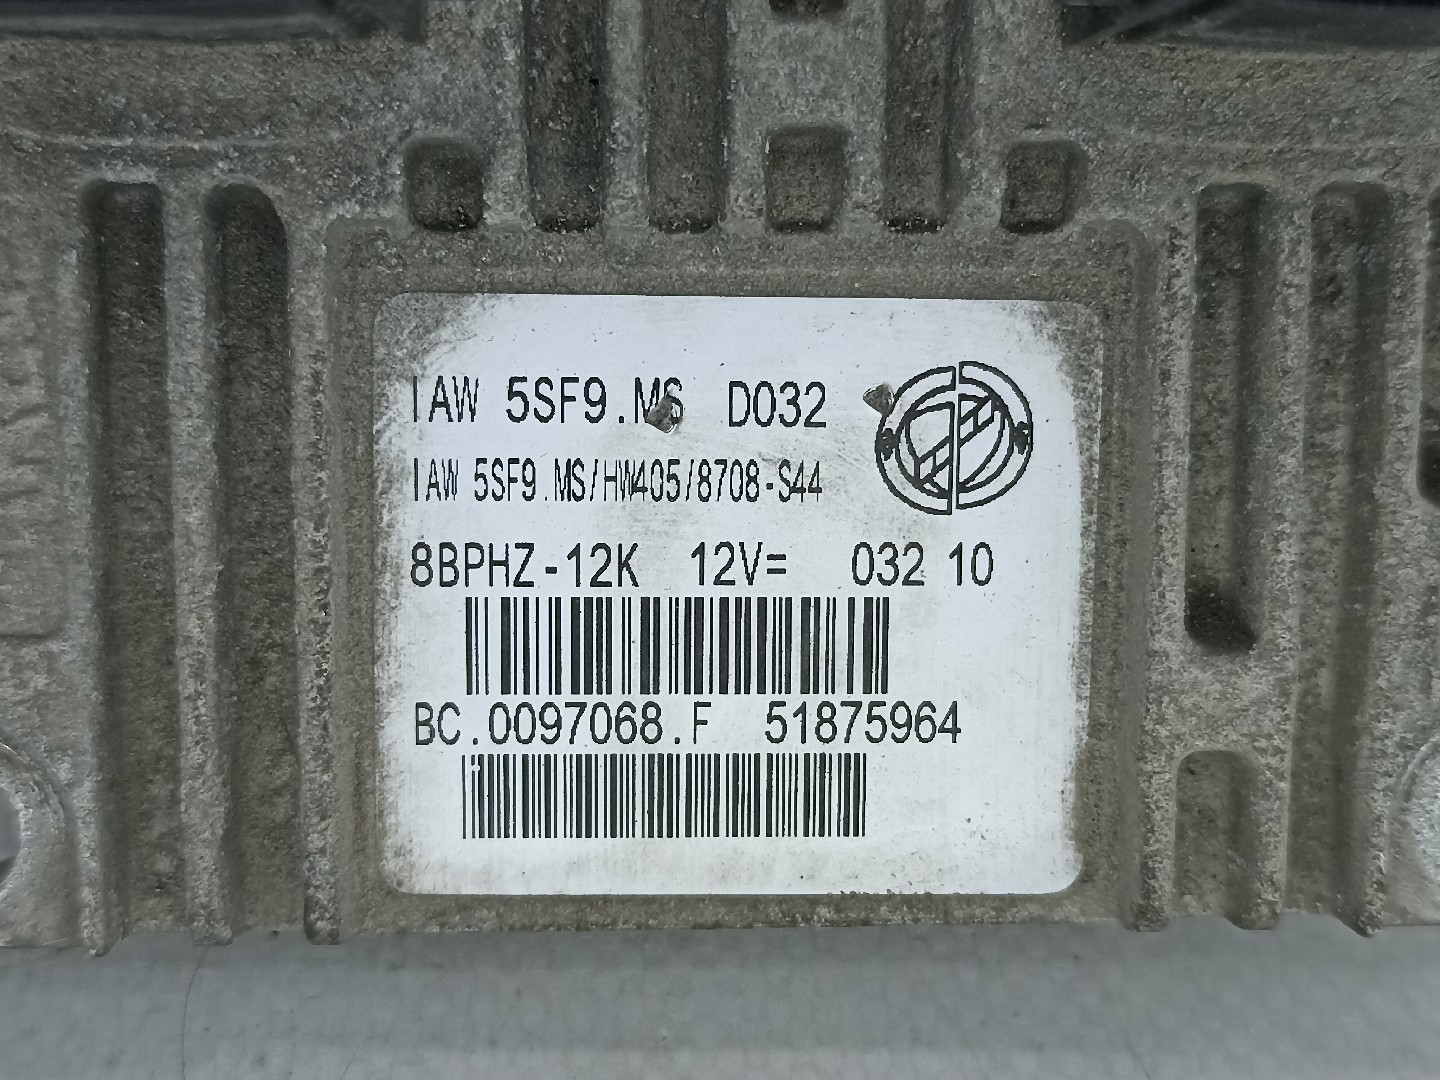 IAW 5SF9.MS D032
IAW 5SF9.MS/HW405/8708-S44
8BPHZ-12K 12V= 032 10
BC.0097068.F 51875964